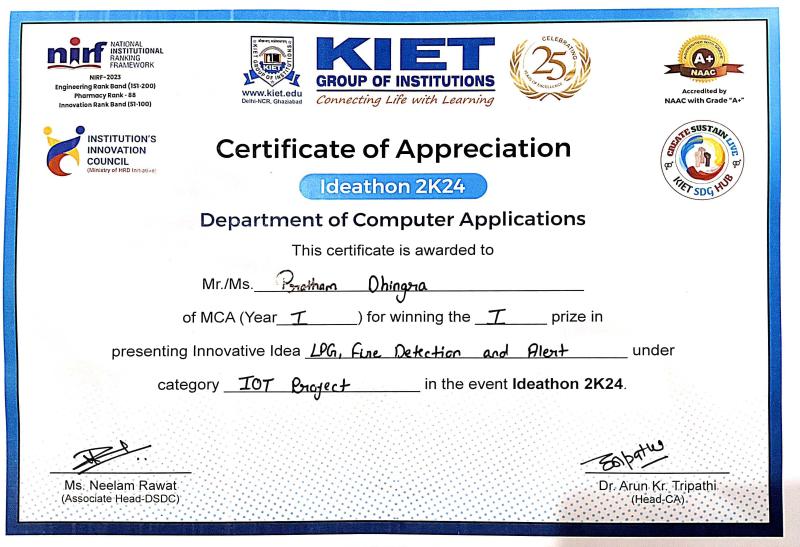 nirf NATIONAL INSTITUTIONAL RANKING FRAMEWORK
NIRF-2023
Engineering Rank Band (151-200)
Pharmacy Rank - 88
Innovation Rank Band (51-100)
KIET GROUP OF INSTITUTIONS
www.kiet.edu
Delhi-NCR, Ghaziabad
KIET
GROUP OF INSTITUTIONS
Connecting Life with Learning
CELEBRATING
25
YEARS OF EXCELLENCE
A+
NAAC
Accredited by
NAAC with Grade "A+"
INSTITUTION'S
INNOVATION
COUNCIL
(Ministry of HRD Initiative)
CREATE SUSTAIN LIVE
KIET SDG HUB
Certificate of Appreciation
Ideathon 2K24
Department of Computer Applications
This certificate is awarded to
Mr./Ms. Pratham Dhingra
of MCA (Year I ) for winning the I prize in
presenting Innovative Idea LPG, Fire Detection and Alert under
category IOT Project in the event Ideathon 2K24.
Ms. Neelam Rawat
(Associate Head-DSDC)
Dr. Arun Kr. Tripathi
(Head-CA)